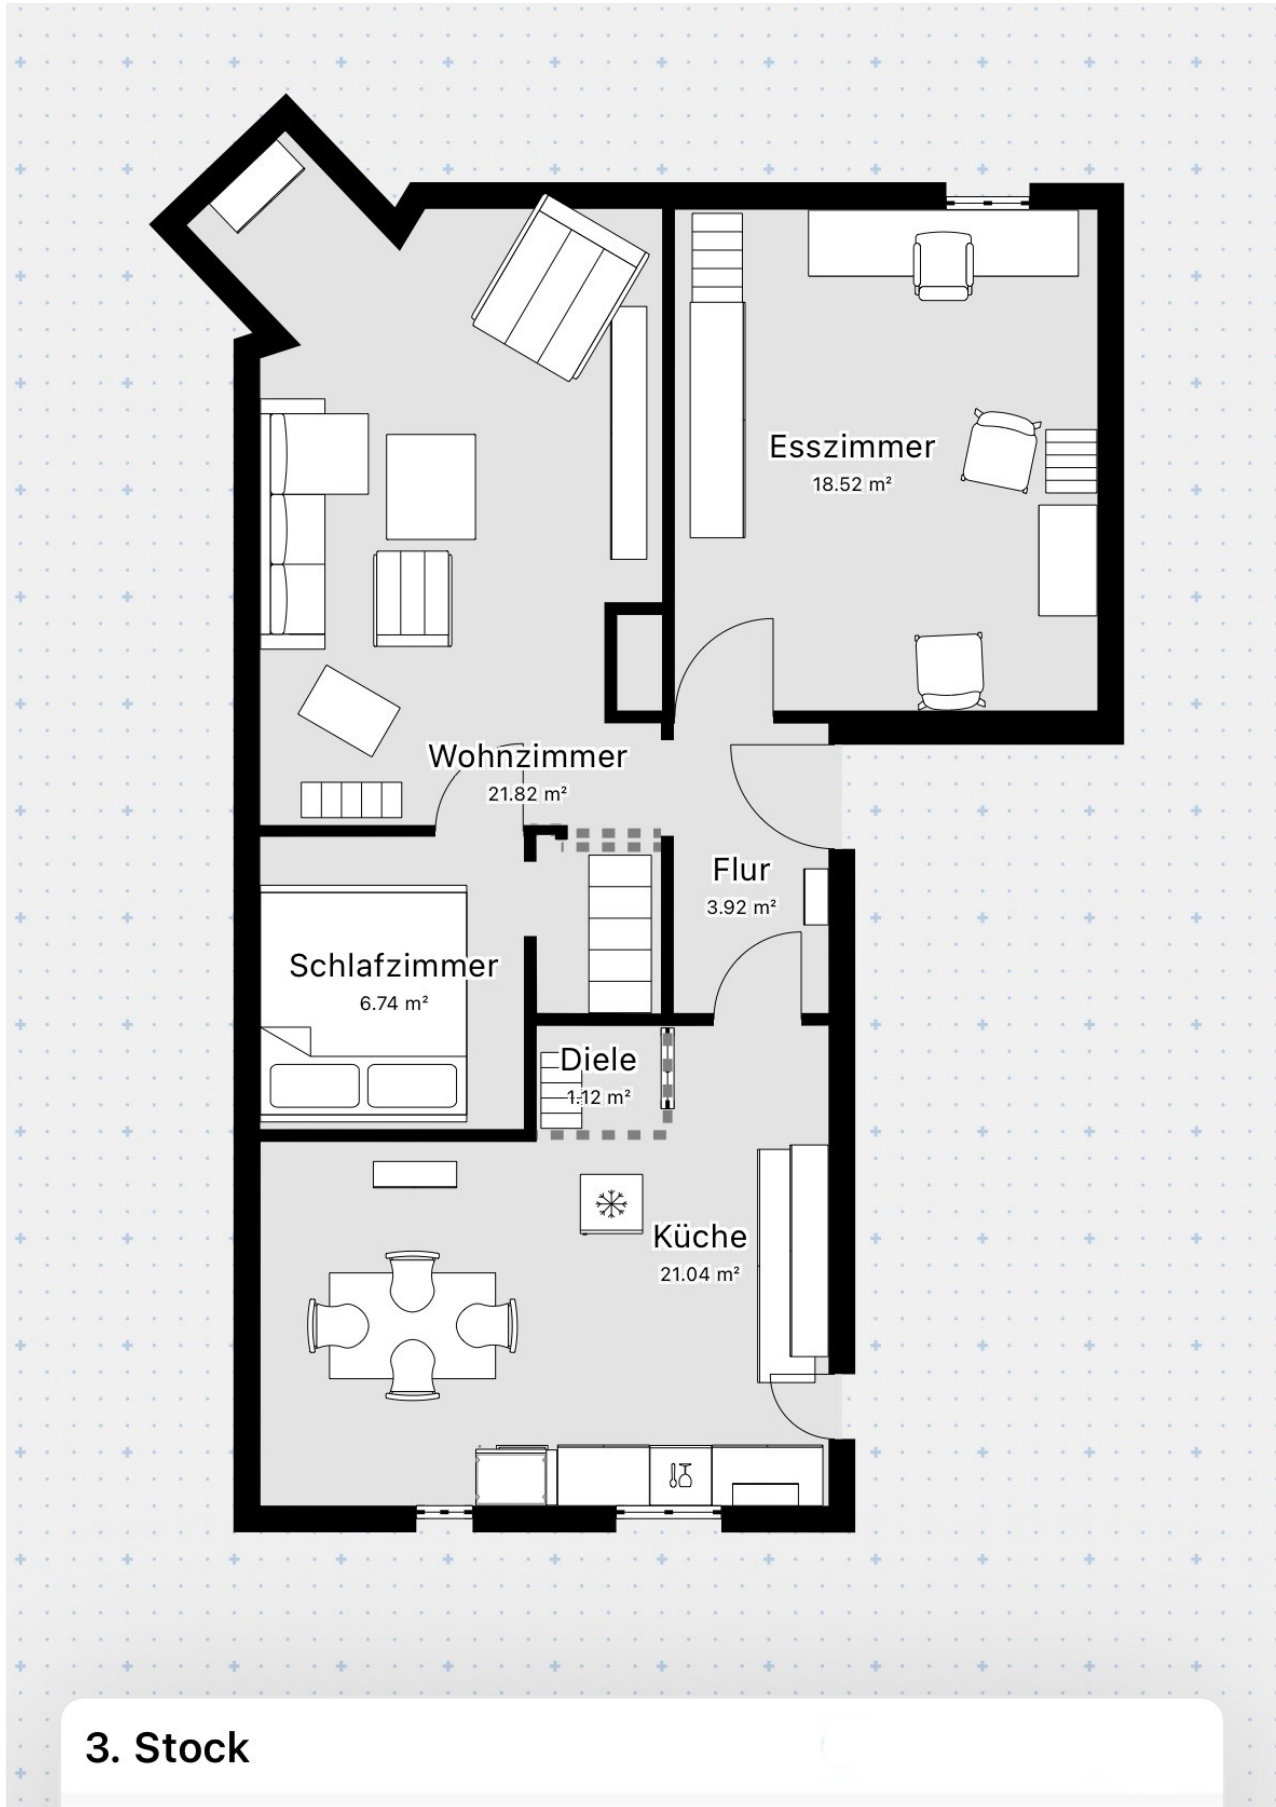 Esszimmer
18.52 m²
Wohnzimmer
21.82 m²
Flur
3.92 m²
Schlafzimmer
6.74 m²
Diele
1.12 m²
Küche
21.04 m²
3. Stock